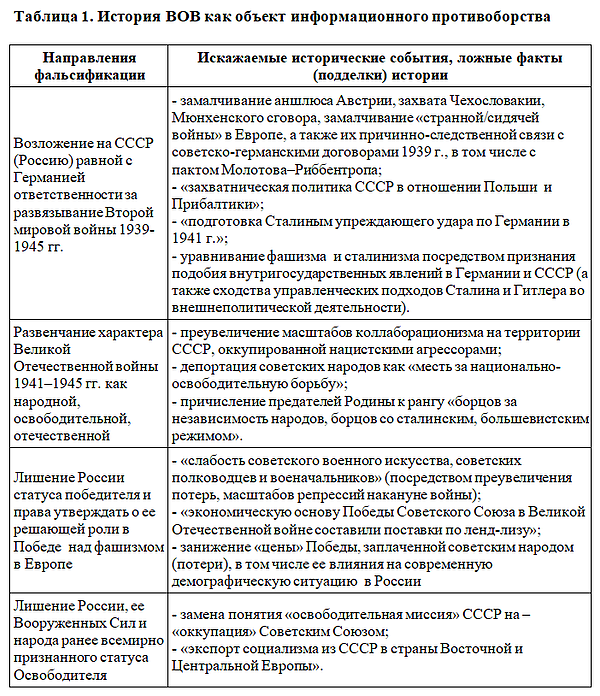 Таблица 1. История ВОВ как объект информационного противоборства
Направления
фальсификации
Искажаемые исторические события, ложные факты
(подделки) истории
Возложение на СССР
(Россию) равной с
Германией
ответственности за
развязывание Второй
мировой войны 1939-
1945 гг.
- замалчивание аншлюса Австрии, захвата Чехословакии,
Мюнхенского сговора, замалчивание «странной/сидячей
войны» в Европе, а также их причинно-следственной связи с
советско-германскими договорами 1939 г., в том числе с
пактом Молотова–Риббентропа;
- «захватническая политика СССР в отношении Польши и
Прибалтики»;
- «подготовка Сталиным упреждающего удара по Германии в
1941 г.»;
- уравнивание фашизма и сталинизма посредством признания
подобия внутригосударственных явлений в Германии и СССР (а
также сходства управленческих подходов Сталина и Гитлера во
внешнеполитической деятельности).
Развенчание характера
Великой
Отечественной войны
1941–1945 гг. как
народной,
освободительной,
отечественной
- преувеличение масштабов коллаборационизма на территории
СССР, оккупированной нацистскими агрессорами;
- депортация советских народов как «месть за национально-
освободительную борьбу»;
- причисление предателей Родины к рангу «борцов за
независимость народов, борцов со сталинским, большевистским
режимом».
Лишение России
статуса победителя и
права утверждать о ее
решающей роли в
Победе над фашизмом
в Европе
- «слабость советского военного искусства, советских
полководцев и военачальников» (посредством преувеличения
потерь, масштабов репрессий накануне войны);
- «экономическую основу Победы Советского Союза в Великой
Отечественной войне составили поставки по ленд-лизу»;
- занижение «цены» Победы, заплаченной советским народом
(потери), в том числе ее влияния на современную
демографическую ситуацию в России
Лишение России, ее
Вооруженных Сил и
народа ранее всемирно
признанного статуса
Освободителя
- замена понятия «освободительная миссия» СССР на –
«оккупация» Советским Союзом;
- «экспорт социализма из СССР в страны Восточной и
Центральной Европы».